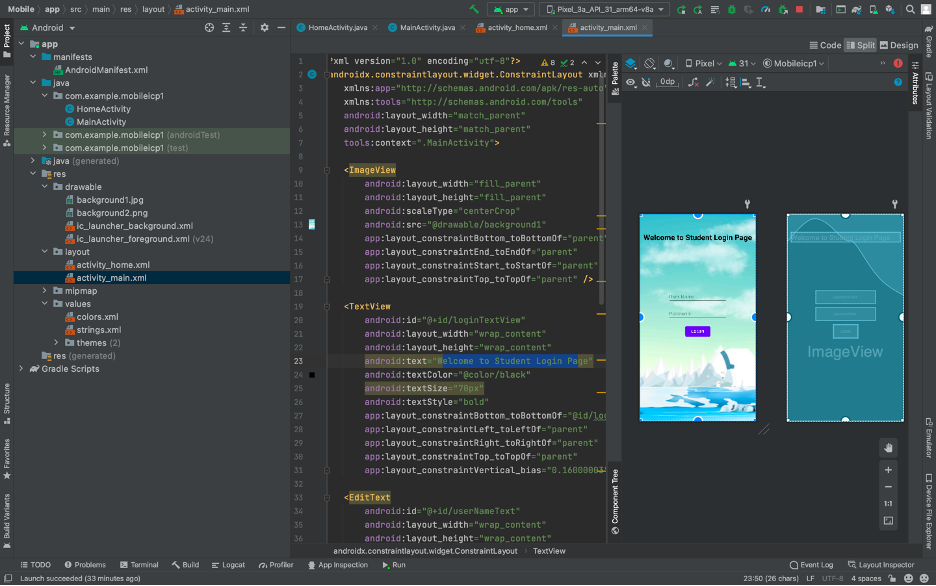 Mobile › app › src › main › res › layout › activity_main.xml
app
Pixel_3a_API_31_arm64-v8a
Android
HomeActivity.java
MainActivity.java
activity_home.xml
activity_main.xml
Code Split Design
Project
Resource Manager
Structure
Favorites
Build Variants
app
manifests
AndroidManifest.xml
java
com.example.mobileicp1
HomeActivity
MainActivity
com.example.mobileicp1 (androidTest)
com.example.mobileicp1 (test)
java (generated)
res
drawable
background1.jpg
background2.png
ic_launcher_background.xml
ic_launcher_foreground.xml (v24)
layout
activity_home.xml
activity_main.xml
mipmap
values
colors.xml
strings.xml
themes (2)
res (generated)
Gradle Scripts
8 2
1 ?xml version="1.0" encoding="utf-8"?>
2 androidx.constraintlayout.widget.ConstraintLayout xmln
3 xmlns:app="http://schemas.android.com/apk/res-auto
4 xmlns:tools="http://schemas.android.com/tools"
5 android:layout_width="match_parent"
6 android:layout_height="match_parent"
7 tools:context=".MainActivity">
8
9 <ImageView
10 android:layout_width="fill_parent"
11 android:layout_height="fill_parent"
12 android:scaleType="centerCrop"
13 android:src="@drawable/background1"
14 app:layout_constraintBottom_toBottomOf="parent"
15 app:layout_constraintEnd_toEndOf="parent"
16 app:layout_constraintStart_toStartOf="parent"
17 app:layout_constraintTop_toTopOf="parent" />
18
19 <TextView
20 android:id="@+id/loginTextView"
21 android:layout_width="wrap_content"
22 android:layout_height="wrap_content"
23 android:text="Welcome to Student Login Page"
24 android:textColor="@color/black"
25 android:textSize="70px"
26 android:textStyle="bold"
27 app:layout_constraintBottom_toBottomOf="@id/lo
28 app:layout_constraintLeft_toLeftOf="parent"
29 app:layout_constraintRight_toRightOf="parent"
30 app:layout_constraintTop_toTopOf="parent"
31 app:layout_constraintVertical_bias="0.16000003
32
33 <EditText
34 android:id="@+id/userNameText"
35 android:layout_width="wrap_content"
36 android:layout_height="wrap_content"
androidx.constraintlayout.widget.ConstraintLayout › TextView
Palette
Component Tree
Pixel 31 Mobileicp1
0dp
Welcome to Student Login Page
User Name
Password
LOGIN
Welcome to Student Login Page
ImageView
1:1
Gradle
Attributes
Layout Validation
Emulator
Device File Explorer
TODO Problems Terminal Build Logcat Profiler App Inspection Run
Event Log Layout Inspector
Launch succeeded (33 minutes ago)
23:50 (26 chars) LF UTF-8 4 spaces